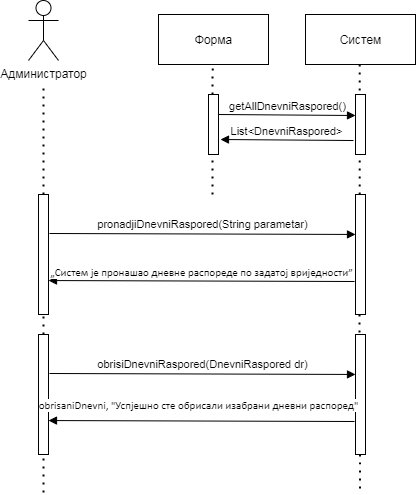 Форма
Систем
Администратор
getAllDnevniRaspored()
List<DnevniRaspored>
pronadjiDnevniRaspored(String parametar)
„Систем је пронашао дневне распореде по задатој вриједности”
obrisiDnevniRaspored(DnevniRaspored dr)
obrisaniDnevni, "Успјешно сте обрисали изабрани дневни распоред"